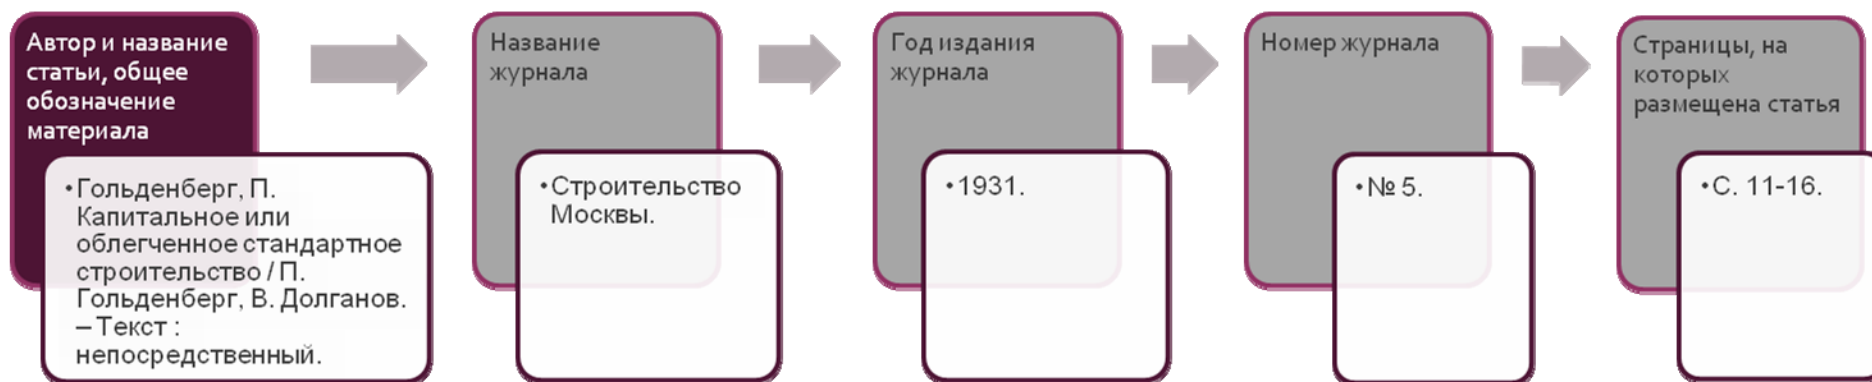 Автор и название
статьи, общее
обозначение
материала
•Гольденберг, П.
Капитальное или
облегченное стандартное
строительство / П.
Гольденберг, В. Долганов.
– Текст :
непосредственный.
Название
журнала
•Строительство
Москвы.
Год издания
журнала
•1931.
Номер журнала
•№ 5.
Страницы, на
которых
размещена статья
•С. 11-16.